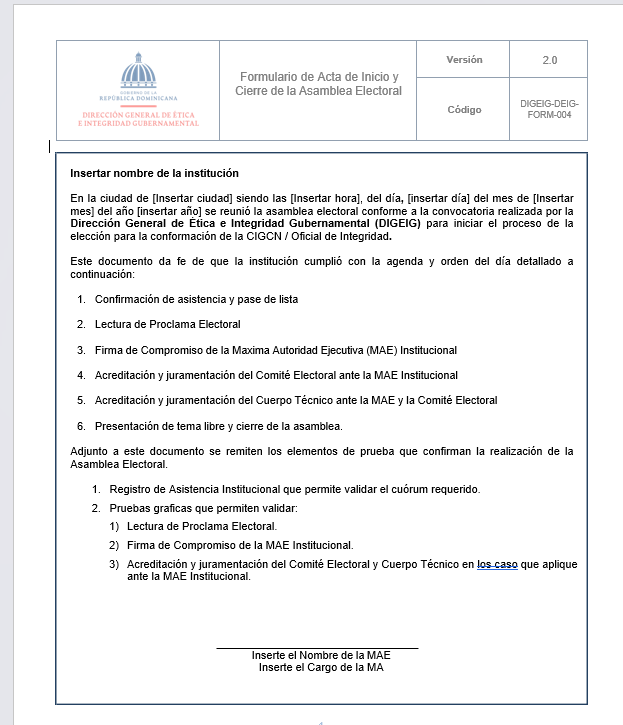 GOBIERNO DE LA
REPÚBLICA DOMINICANA
DIRECCIÓN GENERAL DE ÉTICA
E INTEGRIDAD GUBERNAMENTAL
Formulario de Acta de Inicio y
Cierre de la Asamblea Electoral
Versión
2.0
Código
DIGEIG-DEIG-
FORM-004
Insertar nombre de la institución
En la ciudad de [Insertar ciudad] siendo las [Insertar hora], del día, [insertar día] del mes de [Insertar
mes] del año [insertar año] se reunió la asamblea electoral conforme a la convocatoria realizada por la
Dirección General de Ética e Integridad Gubernamental (DIGEIG) para iniciar el proceso de la
elección para la conformación de la CIGCN / Oficial de Integridad.
Este documento da fe de que la institución cumplió con la agenda y orden del día detallado a
continuación:
1. Confirmación de asistencia y pase de lista
2. Lectura de Proclama Electoral
3. Firma de Compromiso de la Maxima Autoridad Ejecutiva (MAE) Institucional
4. Acreditación y juramentación del Comité Electoral ante la MAE Institucional
5. Acreditación y juramentación del Cuerpo Técnico ante la MAE y la Comité Electoral
6. Presentación de tema libre y cierre de la asamblea.
Adjunto a este documento se remiten los elementos de prueba que confirman la realización de la
Asamblea Electoral.
1. Registro de Asistencia Institucional que permite validar el cuórum requerido.
2. Pruebas graficas que permiten validar:
1) Lectura de Proclama Electoral.
2) Firma de Compromiso de la MAE Institucional.
3) Acreditación y juramentación del Comité Electoral y Cuerpo Técnico en los caso que aplique
ante la MAE Institucional.
Inserte el Nombre de la MAE
Inserte el Cargo de la MA